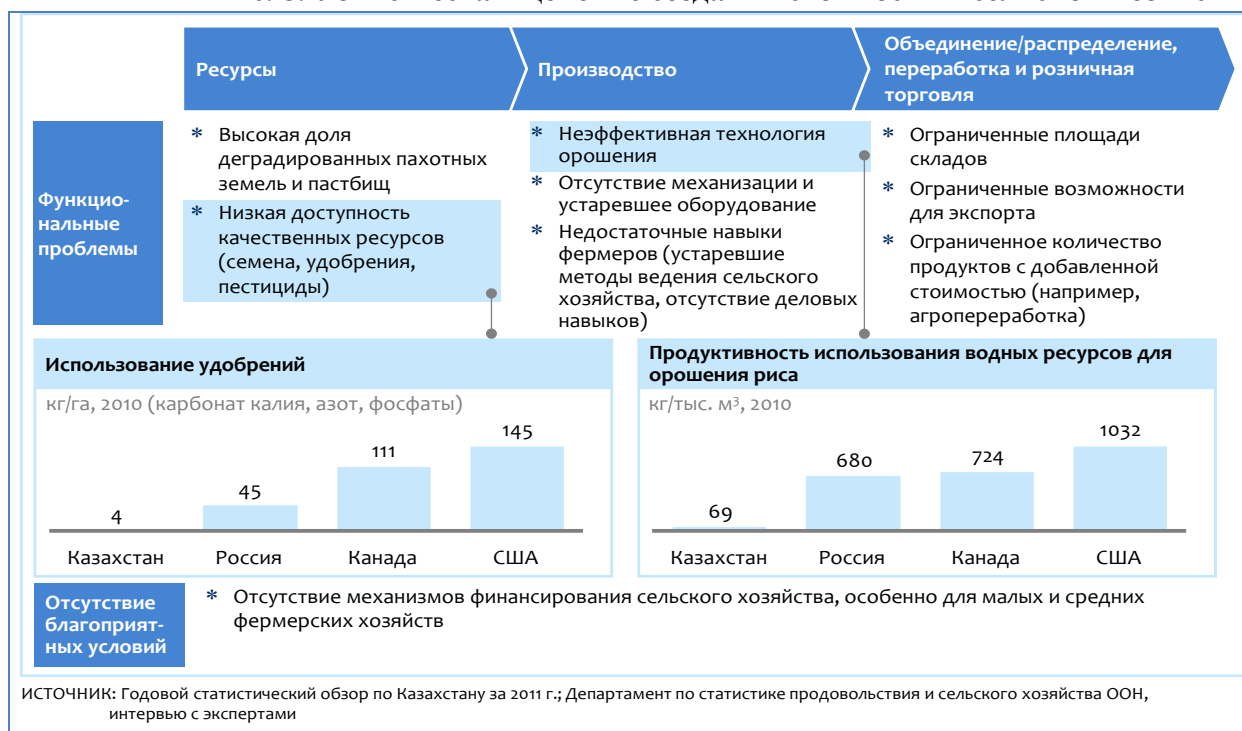 Ресурсы
Производство
Объединение/распределение,
переработка и розничная
торговля
Функцио-
нальные
проблемы
* Высокая доля
деградированных пахотных
земель и пастбищ
* Низкая доступность
качественных ресурсов
(семена, удобрения,
пестициды)
* Неэффективная технология
орошения
* Отсутствие механизации и
устаревшее оборудование
* Недостаточные навыки
фермеров (устаревшие
методы ведения сельского
хозяйства, отсутствие деловых
навыков)
* Ограниченные площади
складов
* Ограниченные возможности
для экспорта
* Ограниченное количество
продуктов с добавленной
стоимостью (например,
агропереработка)
Использование удобрений
кг/га, 2010 (карбонат калия, азот, фосфаты)
4
45
111
145
Казахстан
Россия
Канада
США
Продуктивность использования водных ресурсов для
орошения риса
кг/тыс. м³, 2010
69
680
724
1032
Казахстан
Россия
Канада
США
Отсутствие
благоприят-
ных условий
* Отсутствие механизмов финансирования сельского хозяйства, особенно для малых и средних
фермерских хозяйств
ИСТОЧНИК: Годовой статистический обзор по Казахстану за 2011 г.; Департамент по статистике продовольствия и сельского хозяйства ООН,
интервью с экспертами